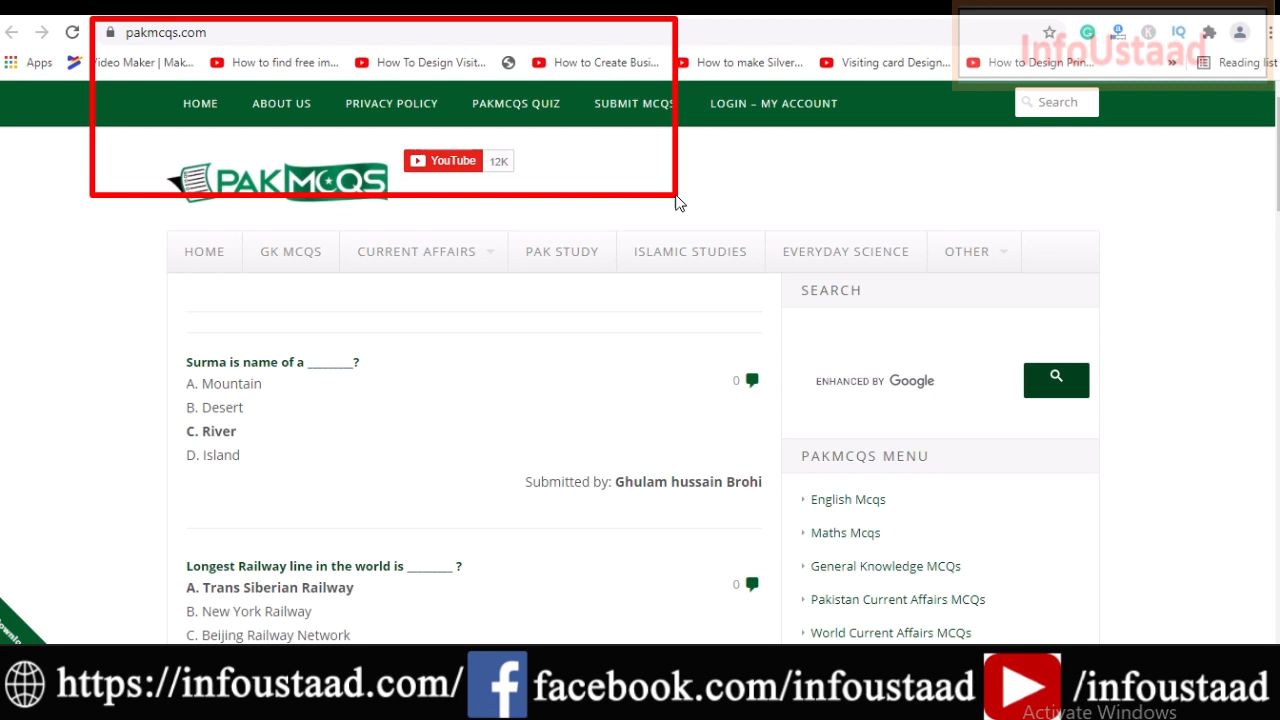 pakmcqs.com
InfoUstaad
Apps
Video Maker | Mak...
How to find free im...
How To Design Visit...
How to Create Busi...
How to make Silver...
Visiting card Design...
How to Design Prin...
»
Reading list
HOME
ABOUT US
PRIVACY POLICY
PAKMCQS QUIZ
SUBMIT MCQS
LOGIN – MY ACCOUNT
Search
PAKMCQS
YouTube
12K
HOME
GK MCQS
CURRENT AFFAIRS
PAK STUDY
ISLAMIC STUDIES
EVERYDAY SCIENCE
OTHER
Surma is name of a ________?
A. Mountain
0
B. Desert
C. River
D. Island
Submitted by: Ghulam hussain Brohi
Longest Railway line in the world is ________ ?
A. Trans Siberian Railway
0
B. New York Railway
C. Beijing Railway Network
SEARCH
ENHANCED BY Google
PAKMCQS MENU
English Mcqs
Maths Mcqs
General Knowledge MCQs
Pakistan Current Affairs MCQs
World Current Affairs MCQs
https://infoustaad.com/
facebook.com/infoustaad
/infoustaad
Activate Windows